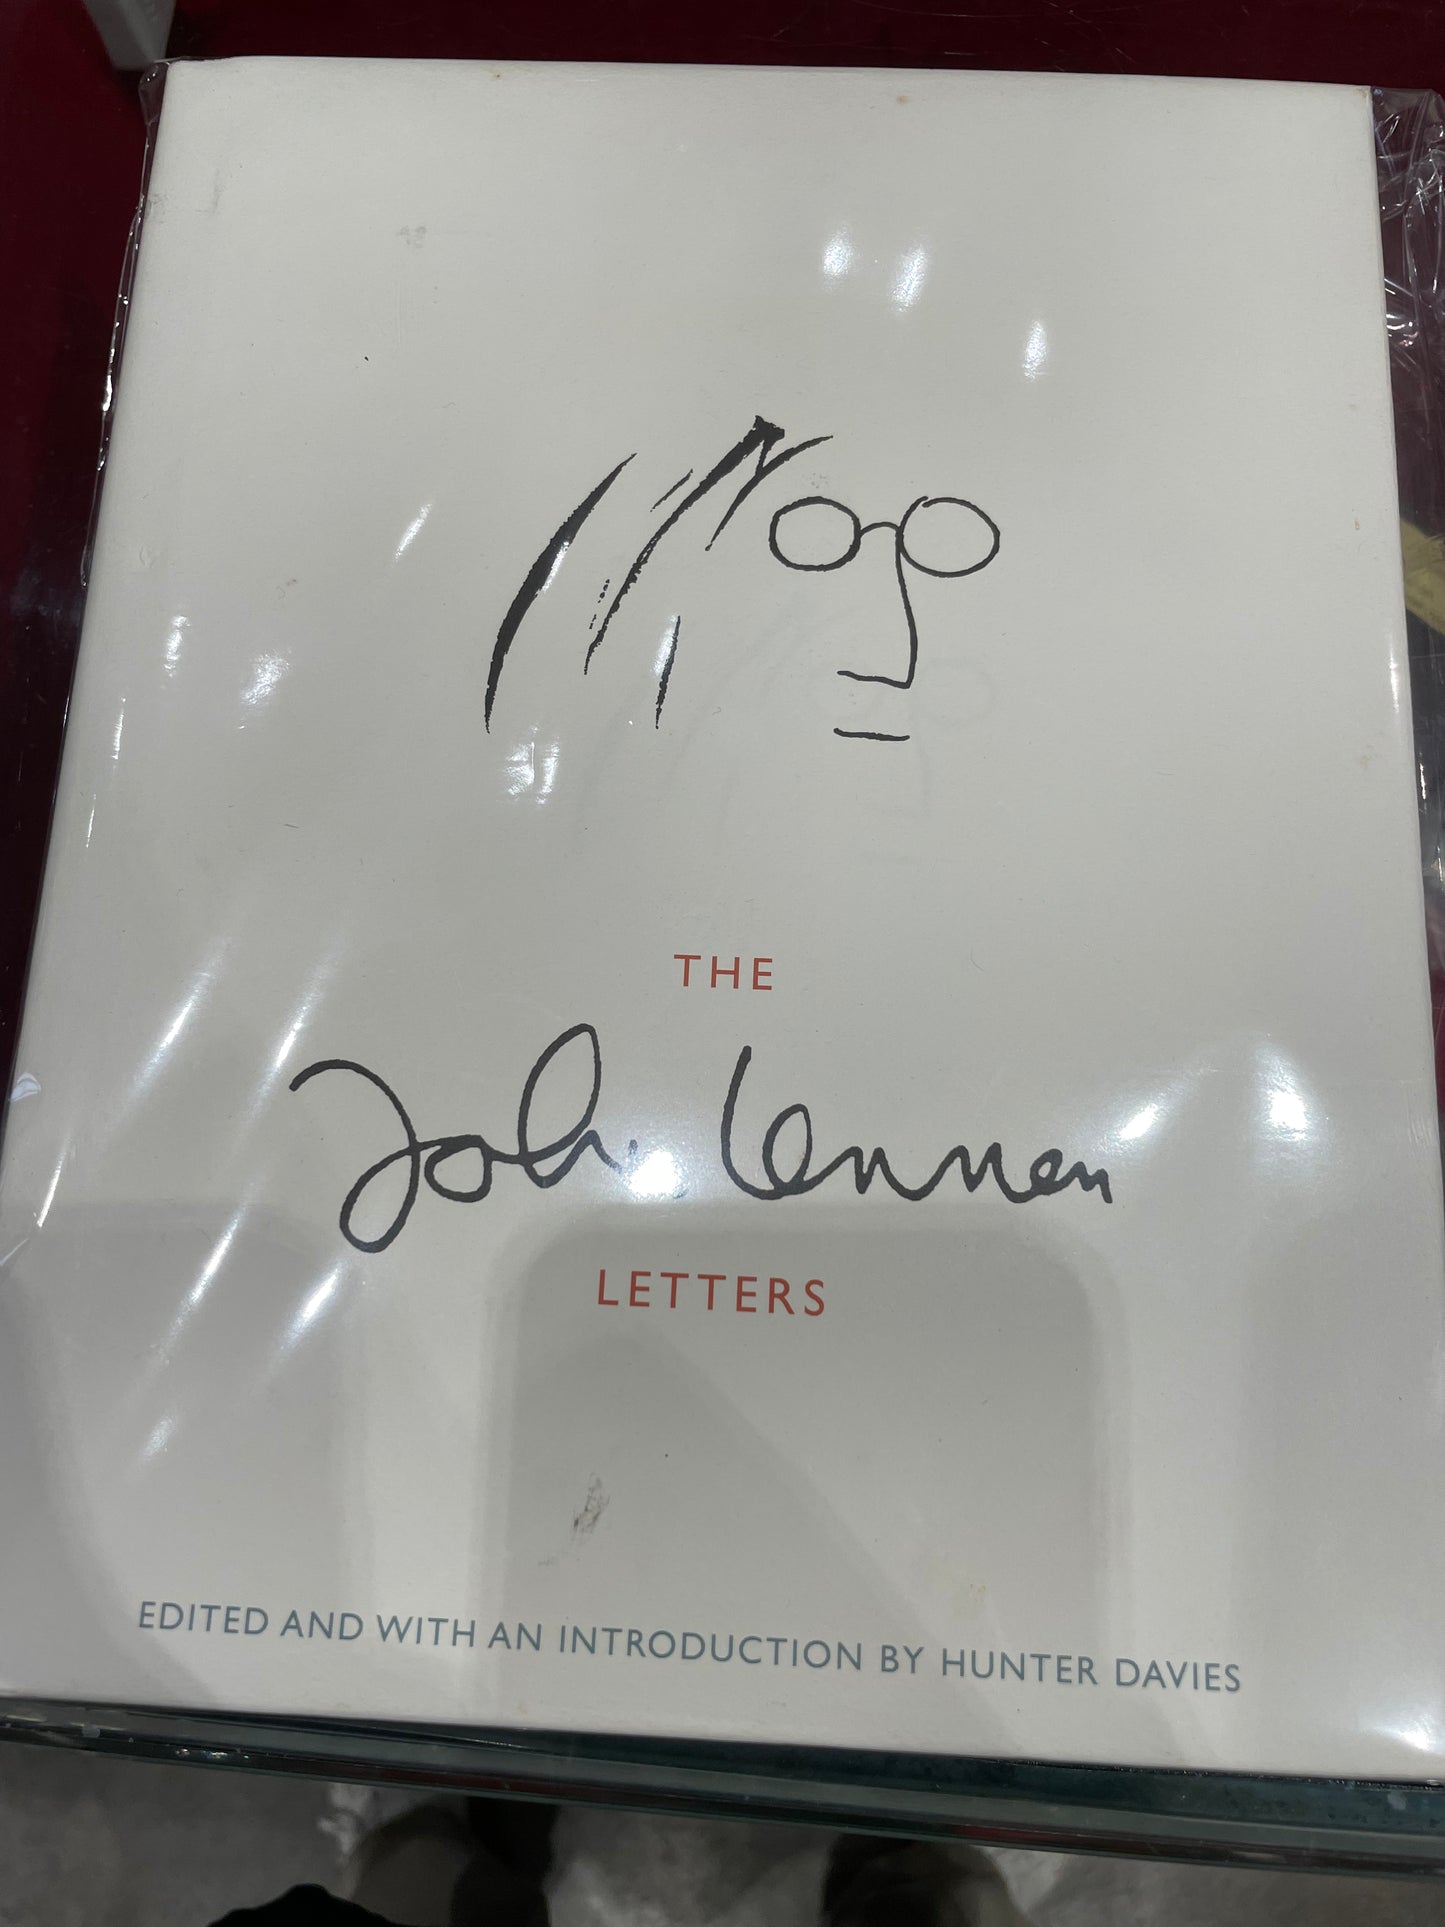 THE
John Lennon
LETTERS
EDITED AND WITH AN INTRODUCTION BY HUNTER DAVIES